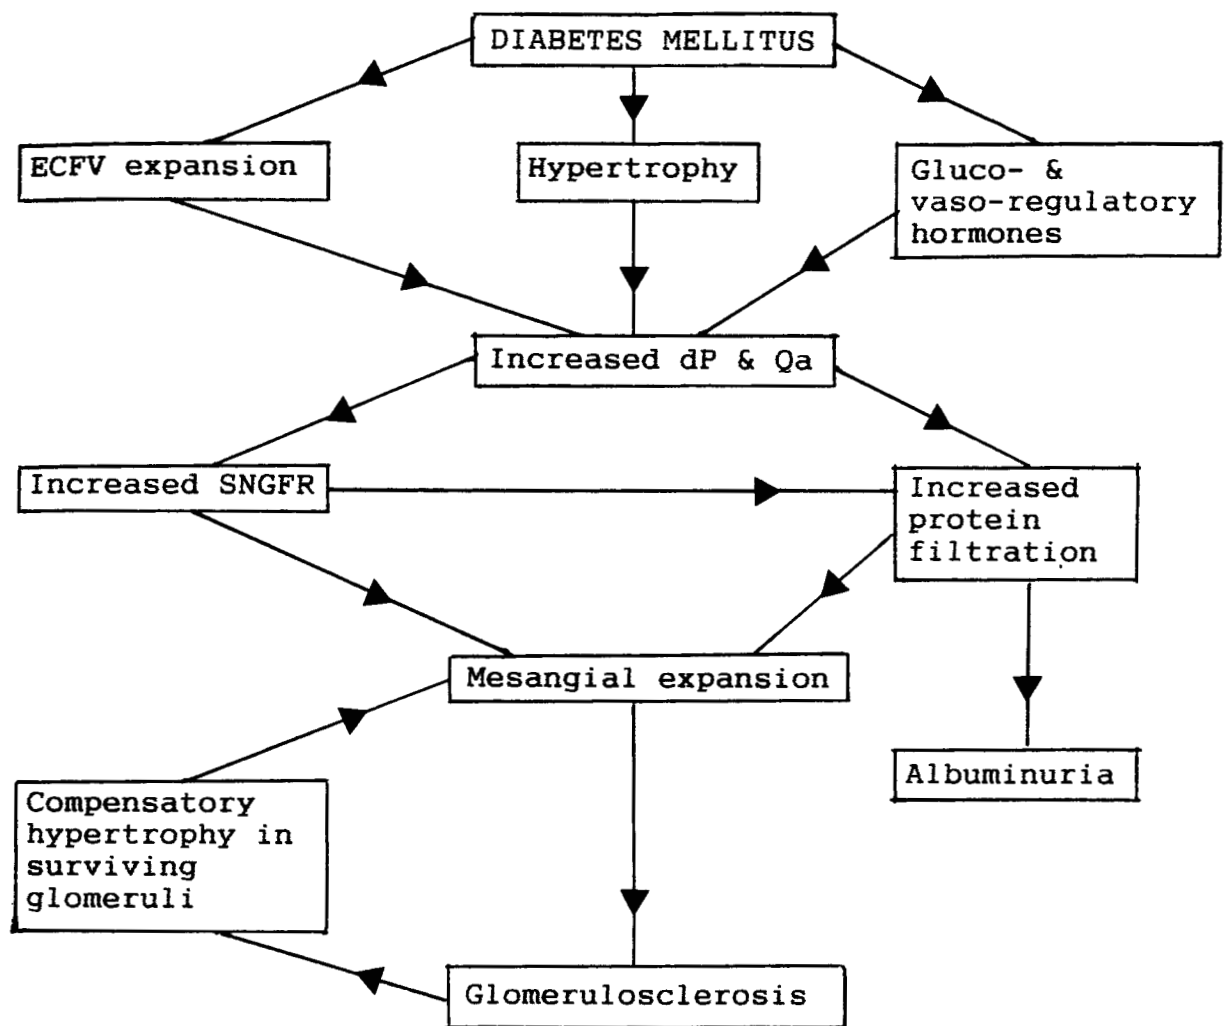 DIABETES MELLITUS
ECFV expansion
Hypertrophy
Gluco- &
vaso-regulatory
hormones
Increased dP & Qa
Increased SNGFR
Increased
protein
filtration
Mesangial expansion
Albuminuria
Compensatory
hypertrophy in
surviving
glomeruli
Glomerulosclerosis